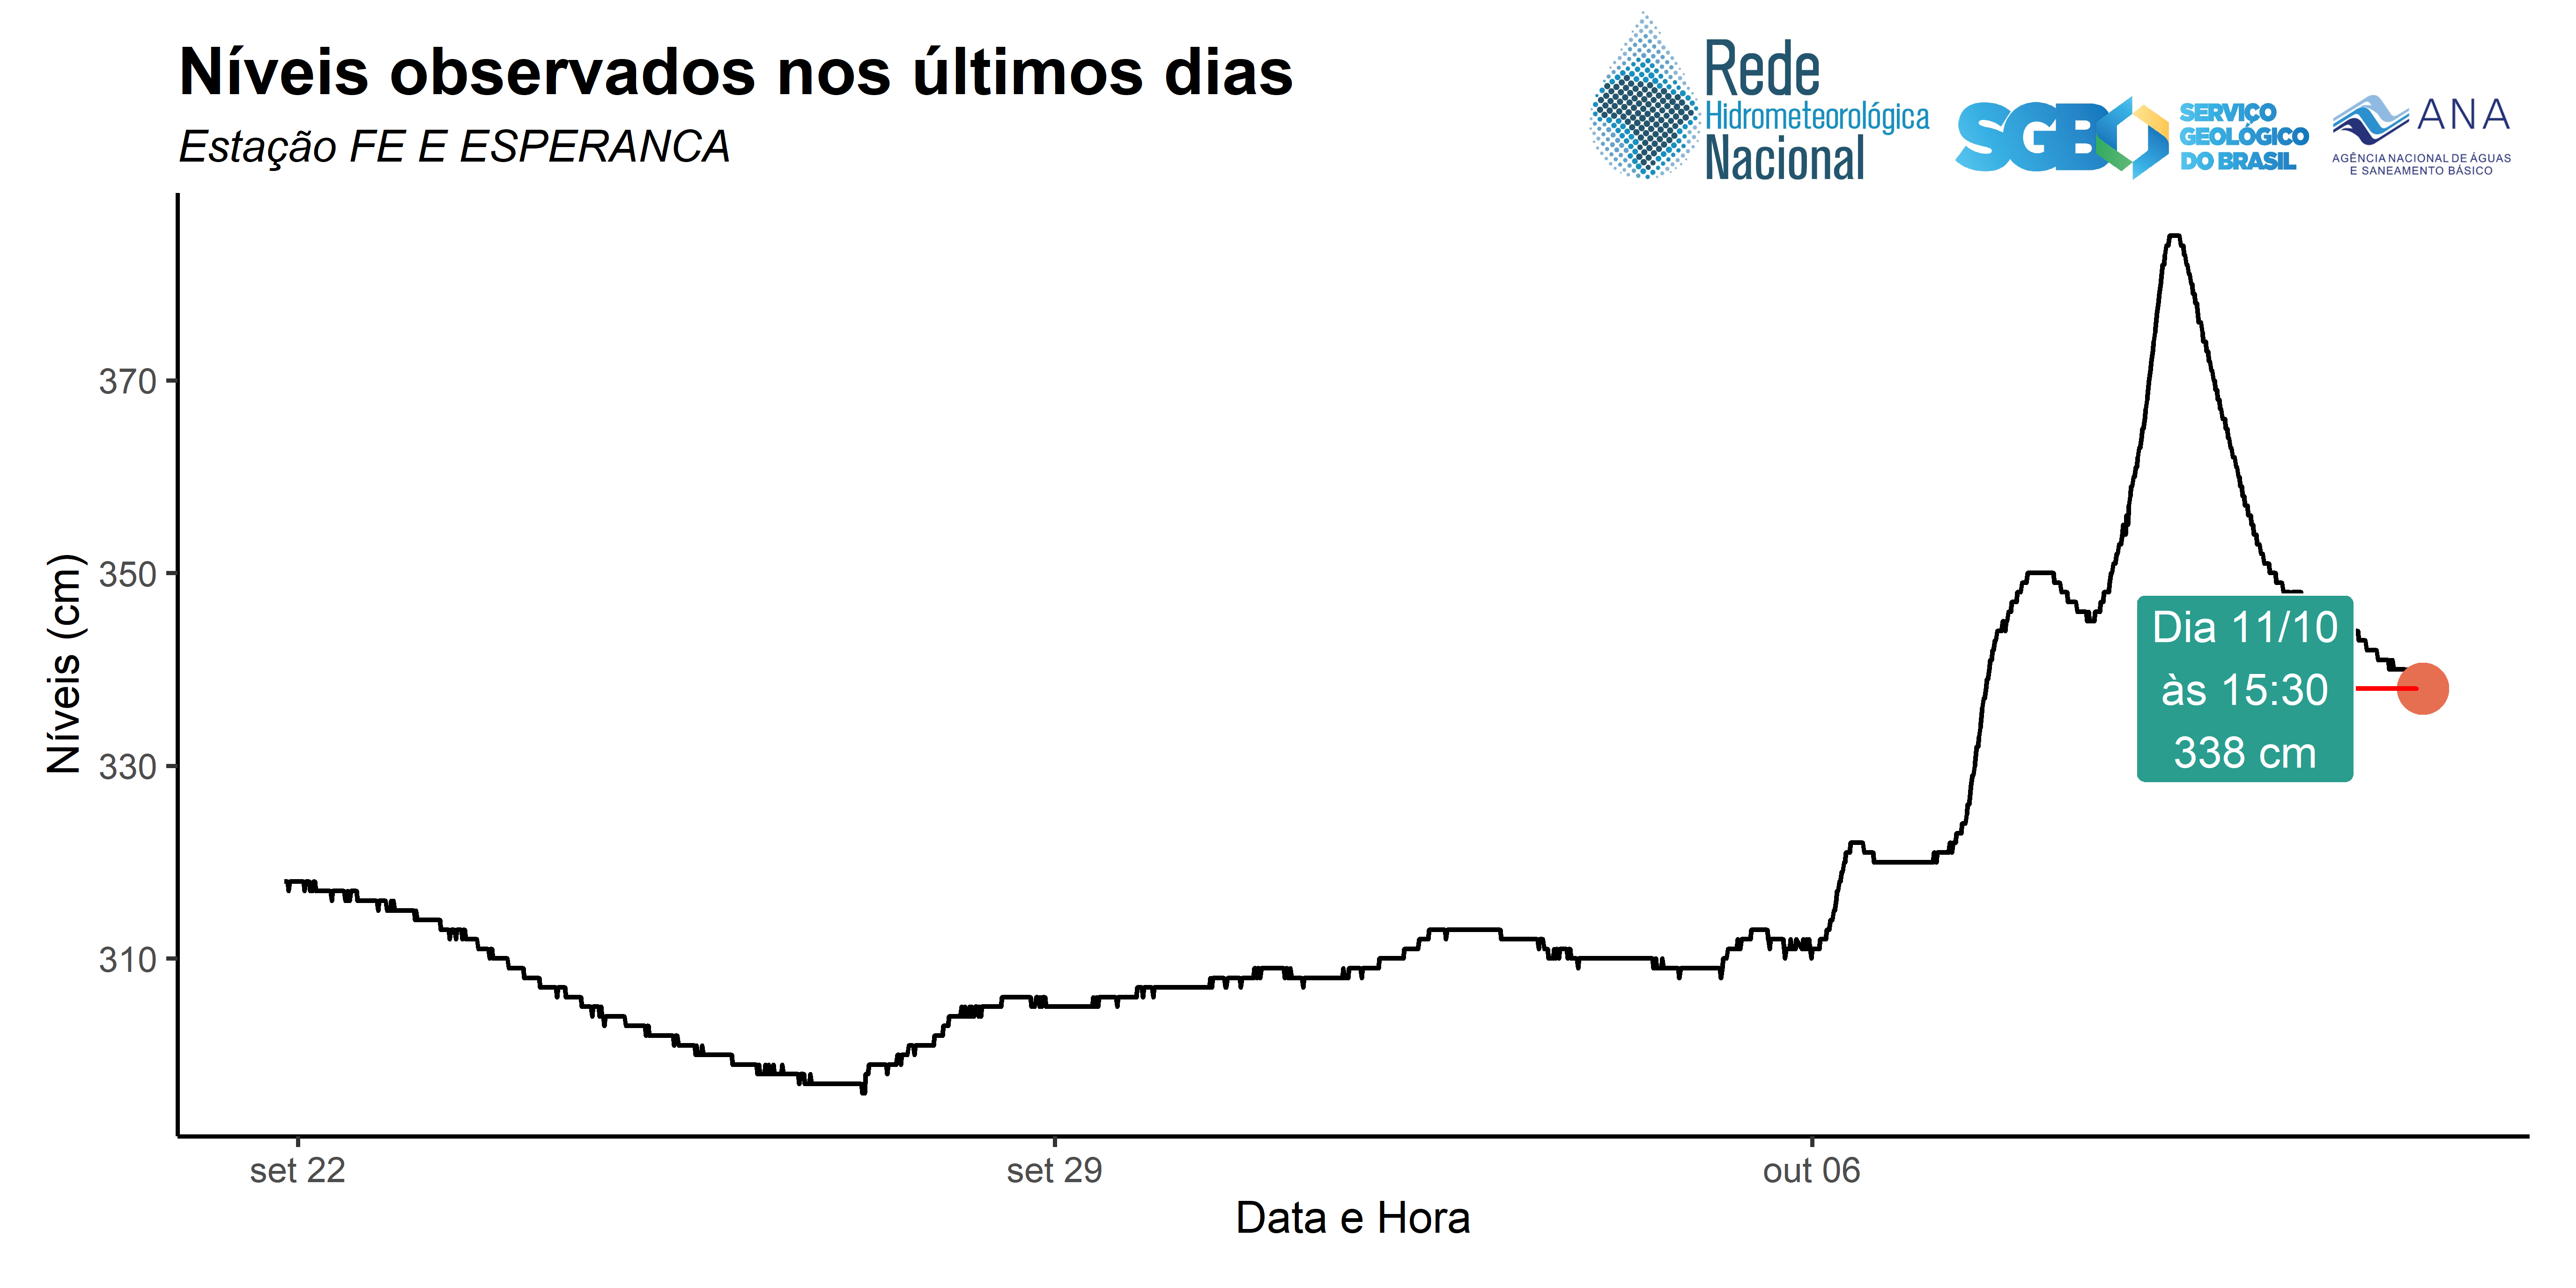 Níveis observados nos últimos dias
Estação FE E ESPERANCA
Rede
Hidrometeorológica
Nacional
SGB
SERVIÇO
GEOLÓGICO
DO BRASIL
ANA
AGÊNCIA NACIONAL DE ÁGUAS
E SANEAMENTO BÁSICO
Níveis (cm)
370
350
330
310
Dia 11/10
às 15:30
338 cm
set 22
set 29
out 06
Data e Hora